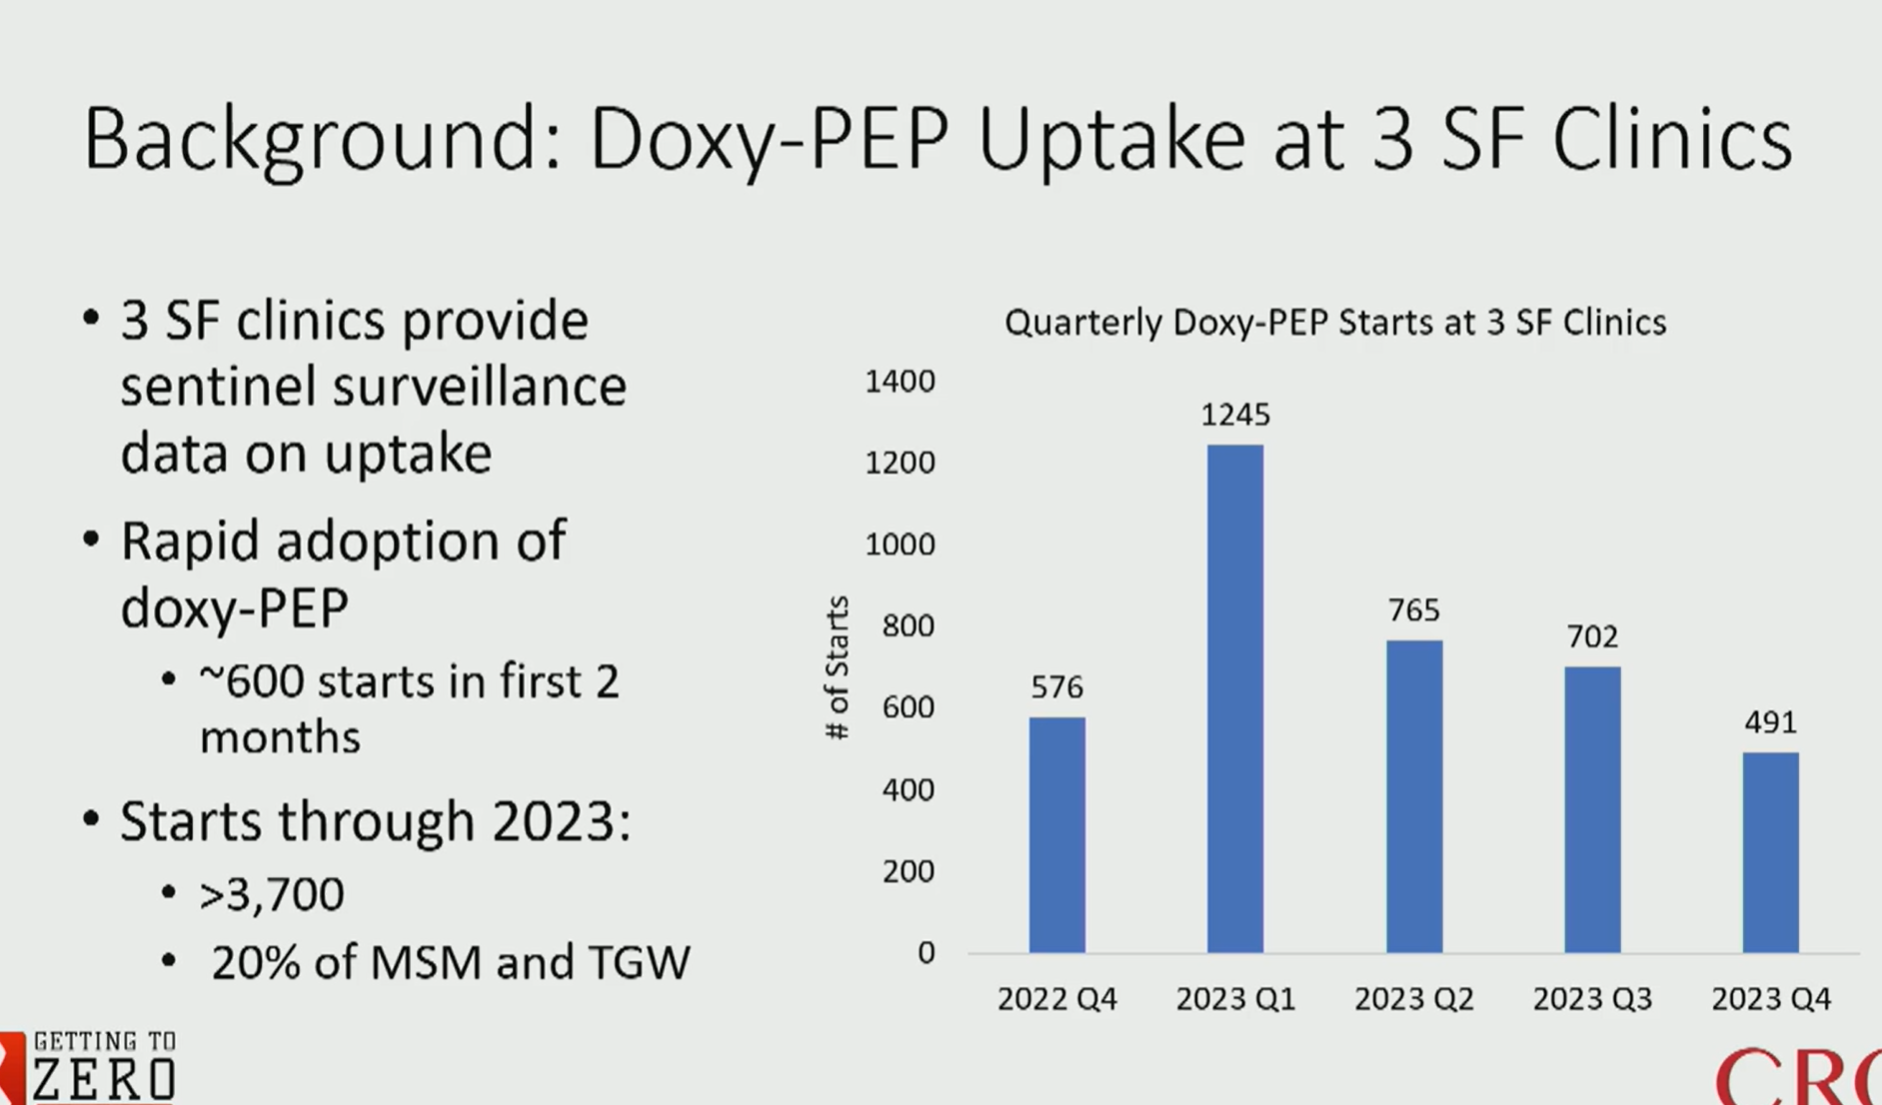 Background: Doxy-PEP Uptake at 3 SF Clinics
• 3 SF clinics provide
sentinel surveillance
data on uptake
• Rapid adoption of
doxy-PEP
• ~600 starts in first 2
months
• Starts through 2023:
• >3,700
• 20% of MSM and TGW
Quarterly Doxy-PEP Starts at 3 SF Clinics
# of Starts
1400
1200
1000
800
600
400
200
0
576
1245
765
702
491
2022 Q4
2023 Q1
2023 Q2
2023 Q3
2023 Q4
GETTING TO
ZERO